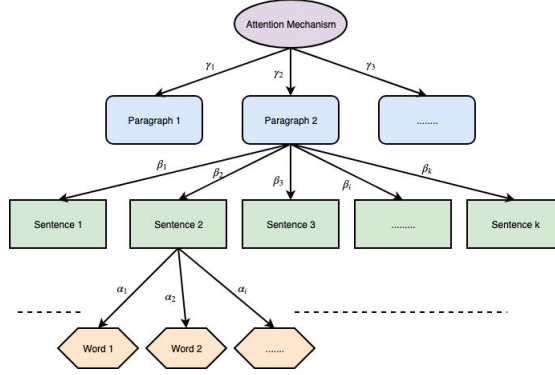 Attention Mechanism
γ1 γ2 γ3
Paragraph 1 Paragraph 2 ........
β1 β2 β3 βi βk
Sentence 1 Sentence 2 Sentence 3 ......... Sentence k
α1 α2 αi
Word 1 Word 2 .......